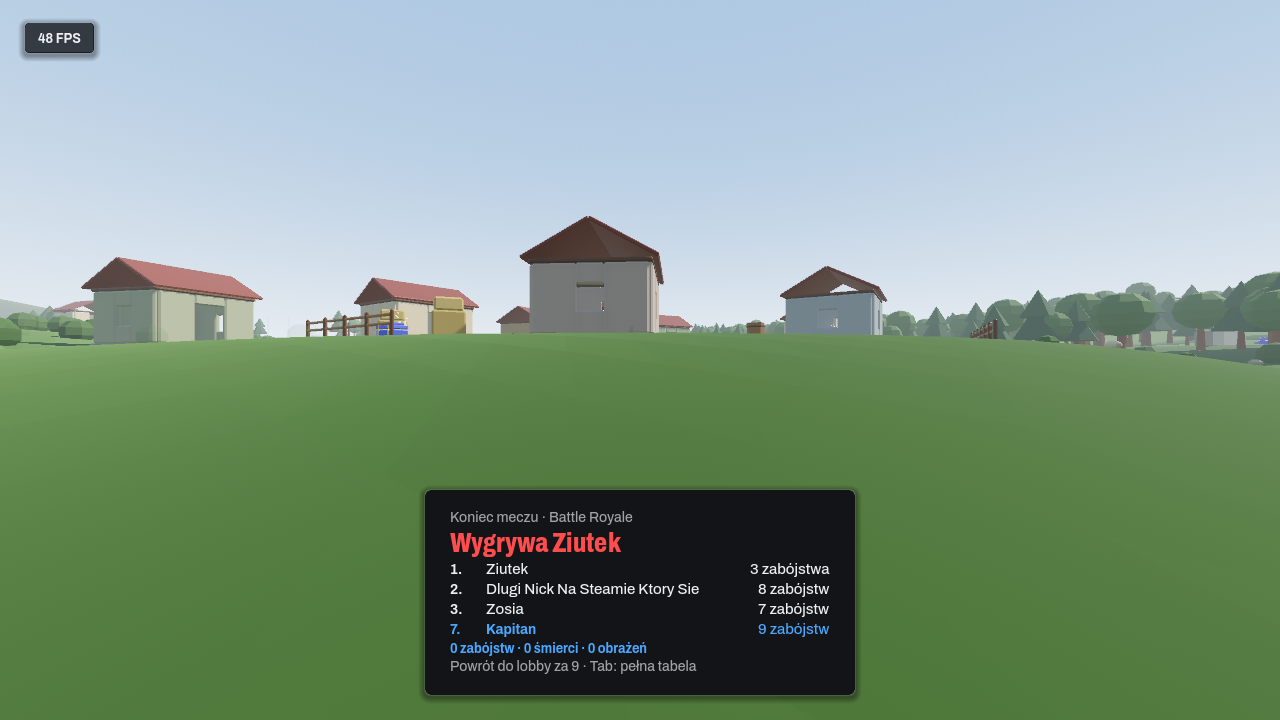 48 FPS
Koniec meczu · Battle Royale
Wygrywa Ziutek
1. Ziutek 3 zabójstwa
2. Dlugi Nick Na Steamie Ktory Sie 8 zabójstw
3. Zosia 7 zabójstw
7. Kapitan 9 zabójstw
0 zabójstw · 0 śmierci · 0 obrażeń
Powrót do lobby za 9 · Tab: pełna tabela